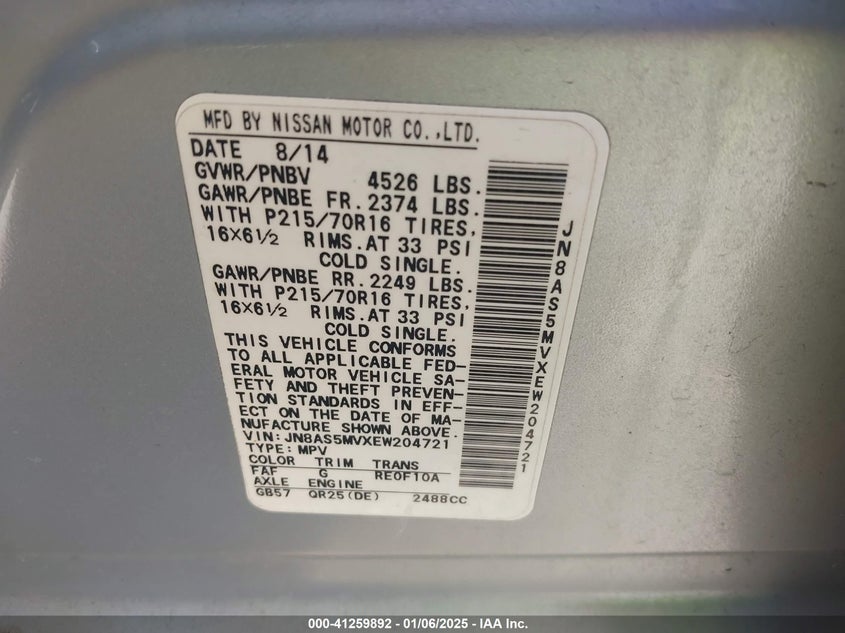 MFD BY NISSAN MOTOR CO.,LTD.
DATE 8/14
GVWR/PNBV 4526 LBS.
GAWR/PNBE FR. 2374 LBS.
WITH P215/70R16 TIRES,
16X6½ RIMS.AT 33 PSI
COLD SINGLE.
GAWR/PNBE RR. 2249 LBS.
WITH P215/70R16 TIRES,
16X6½ RIMS.AT 33 PSI
COLD SINGLE.
THIS VEHICLE CONFORMS
TO ALL APPLICABLE FED-
ERAL MOTOR VEHICLE SA-
FETY AND THEFT PREVEN-
TION STANDARDS IN EFF-
ECT ON THE DATE OF MA-
NUFACTURE SHOWN ABOVE.
VIN: JN8AS5MVXEW204721
TYPE: MPV
COLOR TRIM TRANS
FAF G RE0F10A
AXLE ENGINE
GB57 QR25(DE) 2488CC
JN8AS5MVXEW204721
000-41259892 - 01/06/2025 - IAA Inc.